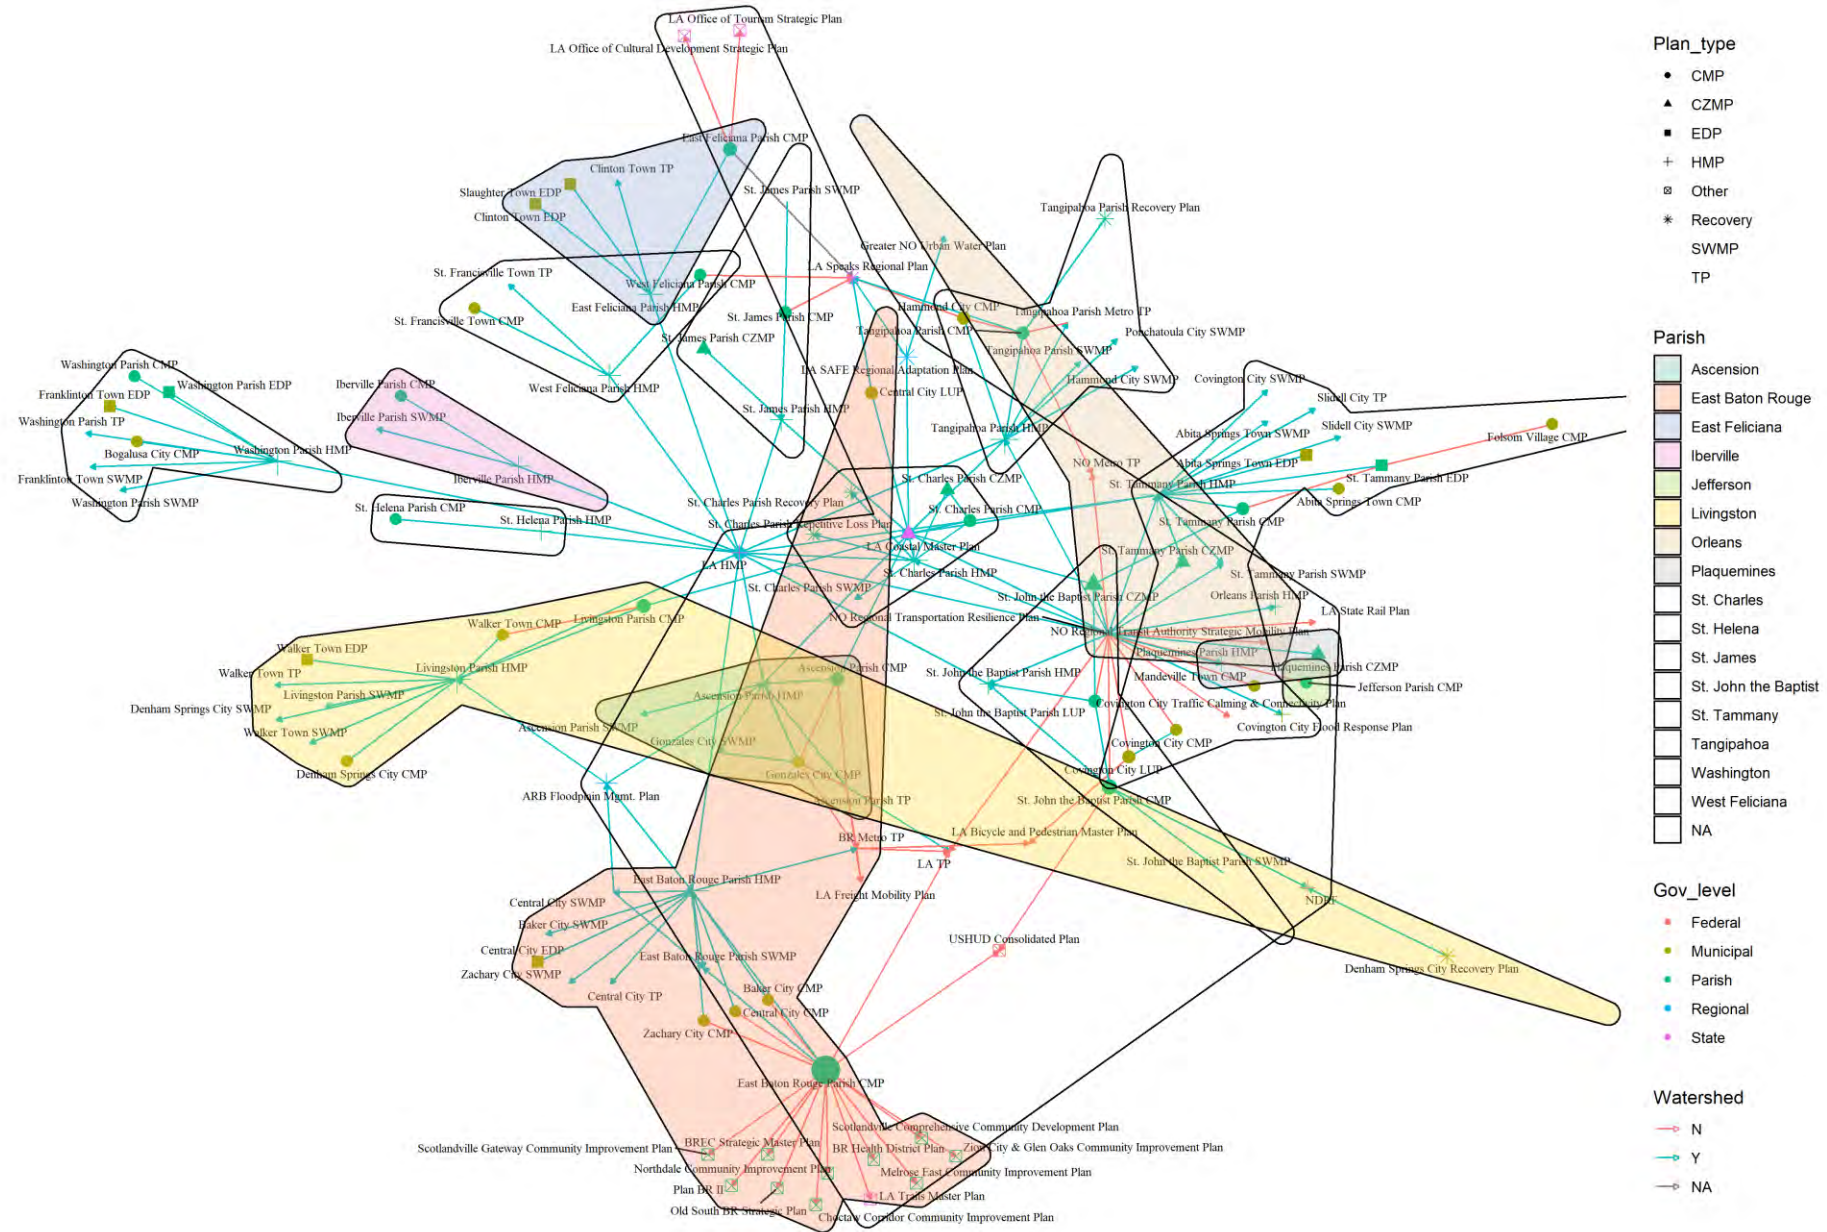 LA Office of Tourism Strategic Plan
LA Office of Cultural Development Strategic Plan
East Feliciana Parish CMP
Clinton Town TP
Slaughter Town EDP
Clinton Town EDP
St. James Parish SWMP
Tangipahoa Parish Recovery Plan
Greater NO Urban Water Plan
St. Francisville Town TP
LA Speaks Regional Plan
West Feliciana Parish CMP
East Feliciana Parish HMP
Hammond City CMP
Tangipahoa Parish Metro TP
St. Francisville Town CMP
St. James Parish CMP
Tangipahoa Parish CMP
Ponchatoula City SWMP
St. James Parish CZMP
Tangipahoa Parish SWMP
Washington Parish CMP
LA SAFE Regional Adaptation Plan
Hammond City SWMP
Washington Parish EDP
Iberville Parish CMP
West Feliciana Parish HMP
Covington City SWMP
Franklinton Town EDP
Central City LUP
Slidell City TP
Iberville Parish SWMP
St. James Parish HMP
Washington Parish TP
Tangipahoa Parish HMP
Abita Springs Town SWMP
Slidell City SWMP
Folsom Village CMP
Bogalusa City CMP
Washington Parish HMP
NO Metro TP
Abita Springs Town EDP
Franklinton Town SWMP
Iberville Parish HMP
St. Charles Parish CZMP
St. Tammany Parish HMP
St. Tammany Parish EDP
Washington Parish SWMP
St. Charles Parish Recovery Plan
Abita Springs Town CMP
St. Helena Parish CMP
St. Helena Parish HMP
St. Charles Parish Repetitive Loss Plan
St. Charles Parish CMP
St. Tammany Parish CMP
LA Coastal Master Plan
St. Tammany Parish CZMP
LA HMP
St. Charles Parish HMP
St. Tammany Parish SWMP
St. Charles Parish SWMP
St. John the Baptist Parish CZMP
Orleans Parish HMP
Livingston Parish CMP
NO Regional Transportation Resilience Plan
LA State Rail Plan
Walker Town CMP
NO Regional Transit Authority Strategic Mobility Plan
Walker Town EDP
Plaquemines Parish HMP
Livingston Parish HMP
Ascension Parish CMP
Plaquemines Parish CZMP
Walker Town TP
St. John the Baptist Parish HMP
Mandeville Town CMP
Jefferson Parish CMP
Livingston Parish SWMP
Ascension Parish HMP
Denham Springs City SWMP
St. John the Baptist Parish LUP
Covington City Traffic Calming & Connectivity Plan
Ascension Parish SWMP
Covington City Flood Response Plan
Walker Town SWMP
Gonzales City SWMP
Covington City CMP
Denham Springs City CMP
Gonzales City CMP
Covington City LUP
ARB Floodplain Mgmt. Plan
Ascension Parish TP
St. John the Baptist Parish CMP
BR Metro TP
LA Bicycle and Pedestrian Master Plan
LA TP
St. John the Baptist Parish SWMP
East Baton Rouge Parish HMP
LA Freight Mobility Plan
NDRF
Central City SWMP
Baker City SWMP
USHUD Consolidated Plan
Central City EDP
East Baton Rouge Parish SWMP
Denham Springs City Recovery Plan
Zachary City SWMP
Central City TP
Baker City CMP
Central City CMP
Zachary City CMP
East Baton Rouge Parish CMP
Scotlandville Comprehensive Community Development Plan
Scotlandville Gateway Community Improvement Plan
BREC Strategic Master Plan
BR Health District Plan
Zion City & Glen Oaks Community Improvement Plan
Northdale Community Improvement Plan
Melrose East Community Improvement Plan
Plan BR II
LA Trails Master Plan
Old South BR Strategic Plan
Choctaw Corridor Community Improvement Plan
Plan_type
CMP
CZMP
EDP
HMP
Other
Recovery
SWMP
TP
Parish
Ascension
East Baton Rouge
East Feliciana
Iberville
Jefferson
Livingston
Orleans
Plaquemines
St. Charles
St. Helena
St. James
St. John the Baptist
St. Tammany
Tangipahoa
Washington
West Feliciana
NA
Gov_level
Federal
Municipal
Parish
Regional
State
Watershed
N
Y
NA